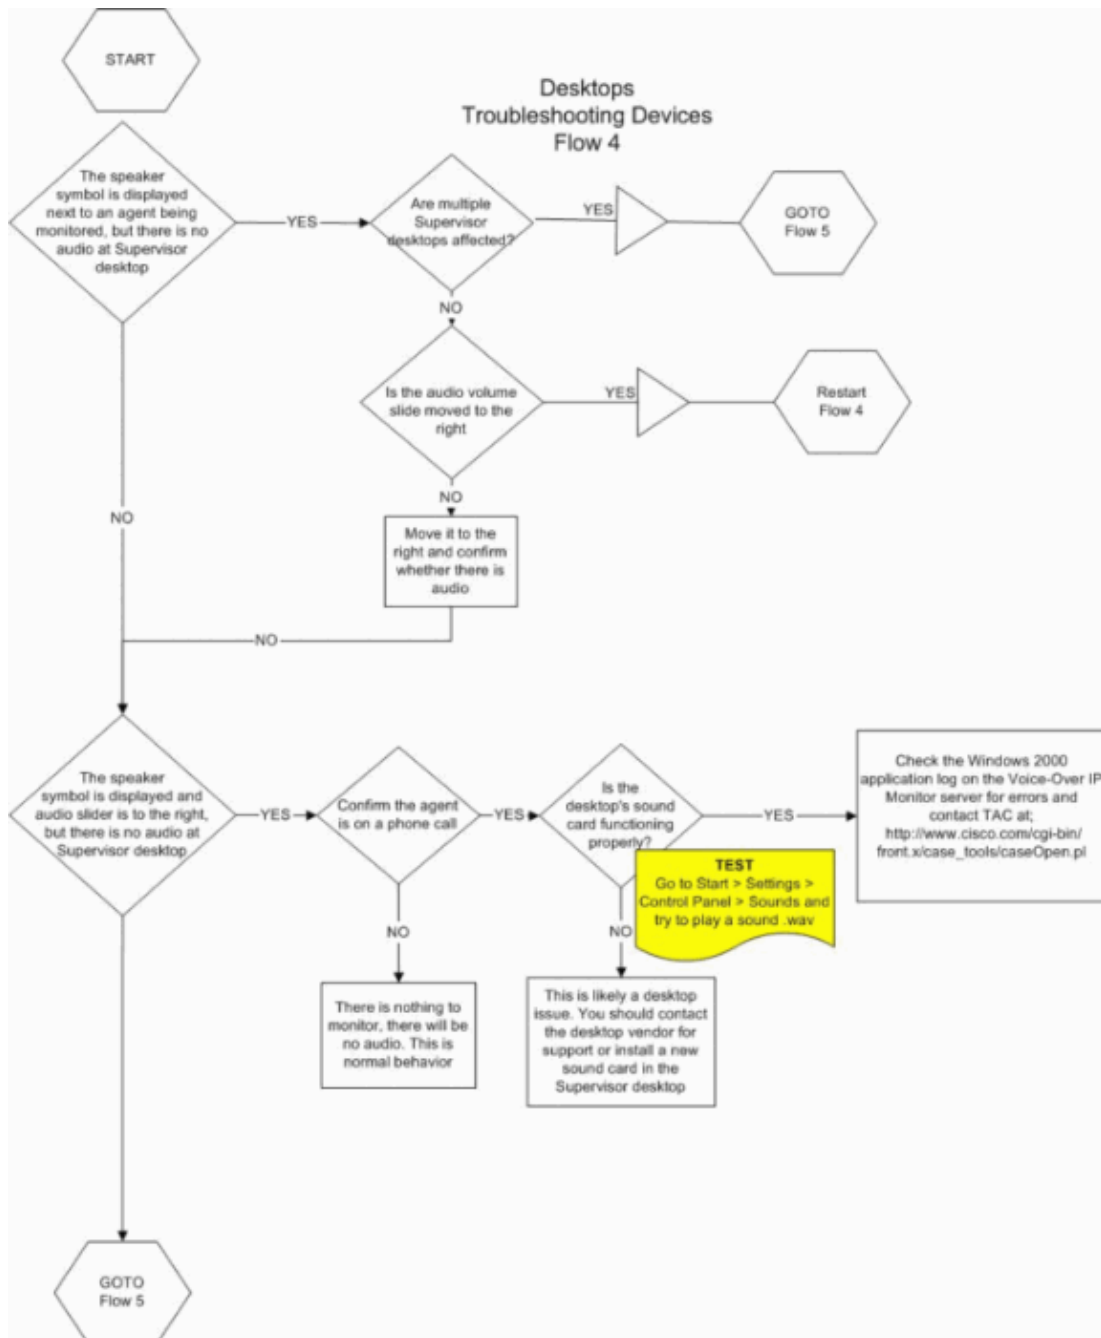 START
Desktops
Troubleshooting Devices
Flow 4
The speaker
symbol is displayed
next to an agent being
monitored, but there is no
audio at Supervisor
desktop
YES
Are multiple
Supervisor
desktops affected?
YES
GOTO
Flow 5
NO
Is the audio volume
slide moved to the
right
YES
Restart
Flow 4
NO
NO
Move it to the
right and confirm
whether there is
audio
NO
The speaker
symbol is displayed and
audio slider is to the right,
but there is no audio at
Supervisor desktop
YES
Confirm the agent
is on a phone call
YES
Is the
desktop's sound
card functioning
properly?
YES
Check the Windows 2000
application log on the Voice-Over IP
Monitor server for errors and
contact TAC at;
http://www.cisco.com/cgi-bin/
front.x/case_tools/caseOpen.pl
TEST
Go to Start > Settings >
Control Panel > Sounds and
try to play a sound .wav
NO
NO
There is nothing to
monitor, there will be
no audio. This is
normal behavior
This is likely a desktop
issue. You should contact
the desktop vendor for
support or install a new
sound card in the
Supervisor desktop
GOTO
Flow 5